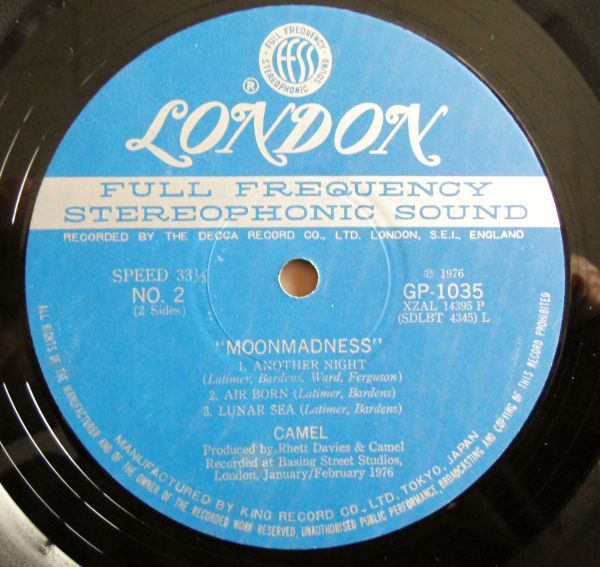 FULL FREQUENCY
ffss
STEREOPHONIC SOUND
®
LONDON
FULL FREQUENCY
STEREOPHONIC SOUND
RECORDED BY THE DECCA RECORD CO., LTD. LONDON, S.E.I., ENGLAND
SPEED 33⅓
NO. 2
(2 Sides)
℗ 1976
GP-1035
XZAL 14395 P
(SDLBT 4345) L
"MOONMADNESS"
1. ANOTHER NIGHT
(Latimer, Bardens, Ward, Ferguson)
2. AIR BORN (Latimer, Bardens)
3. LUNAR SEA (Latimer, Bardens)
CAMEL
Produced by Rhett Davies & Camel
Recorded at Basing Street Studios,
London, January/February 1976
MANUFACTURED BY KING RECORD CO., LTD. TOKYO, JAPAN
ALL RIGHTS OF THE MANUFACTURER AND OF THE OWNER OF THE RECORDED WORK RESERVED, UNAUTHORISED PUBLIC PERFORMANCE, BROADCASTING AND COPYING OF THIS RECORD PROHIBITED